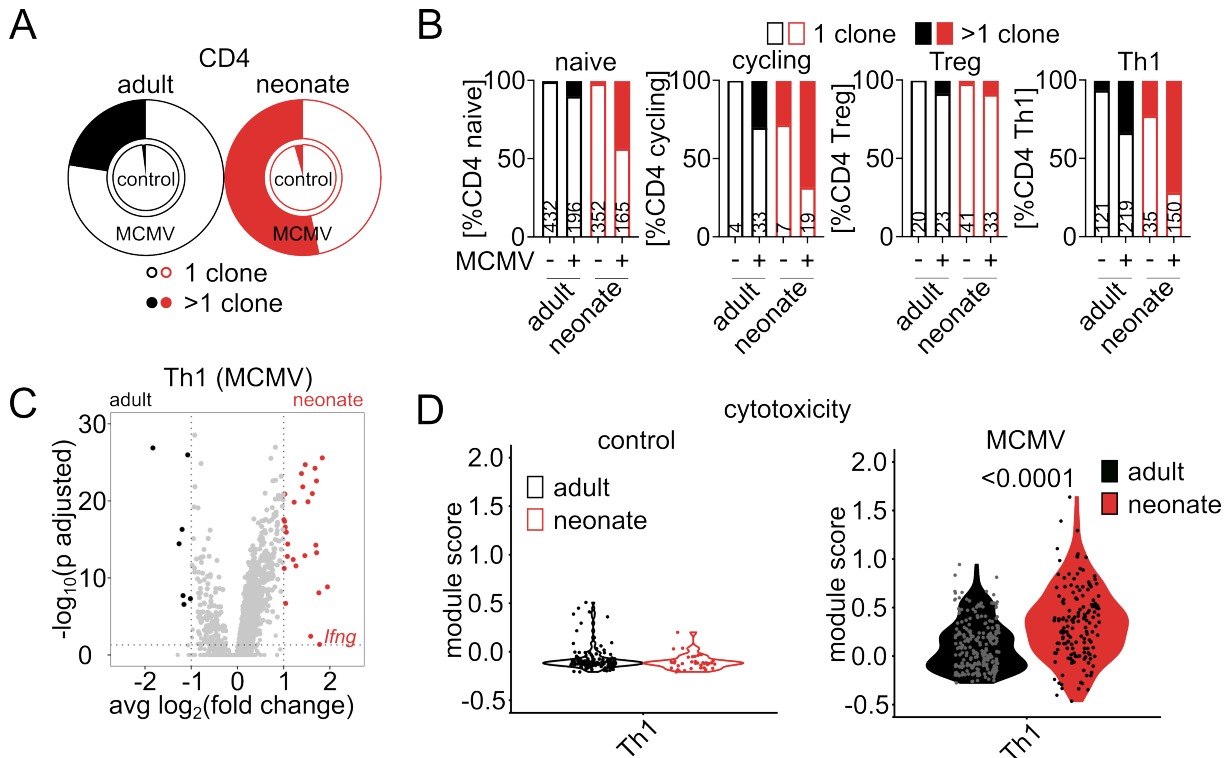 A
CD4
adult
neonate
control
control
MCMV
MCMV
1 clone
>1 clone
B
1 clone
>1 clone
naive
[%CD4 naive]
100
50
0
432
196
352
165
MCMV
-
+
-
+
adult
neonate
cycling
[%CD4 cycling]
100
50
0
4
33
7
19
-
+
-
+
adult
neonate
Treg
[%CD4 Treg]
100
50
0
20
23
41
33
-
+
-
+
adult
neonate
Th1
[%CD4 Th1]
100
50
0
121
219
35
150
-
+
-
+
adult
neonate
C
Th1 (MCMV)
adult
neonate
-log10(p adjusted)
30
20
10
0
Ifng
-2
-1
0
1
2
avg log2(fold change)
D
cytotoxicity
control
module score
2.0
1.5
1.0
0.5
0.0
-0.5
adult
neonate
Th1
MCMV
<0.0001
module score
2.0
1.5
1.0
0.5
0.0
-0.5
adult
neonate
Th1